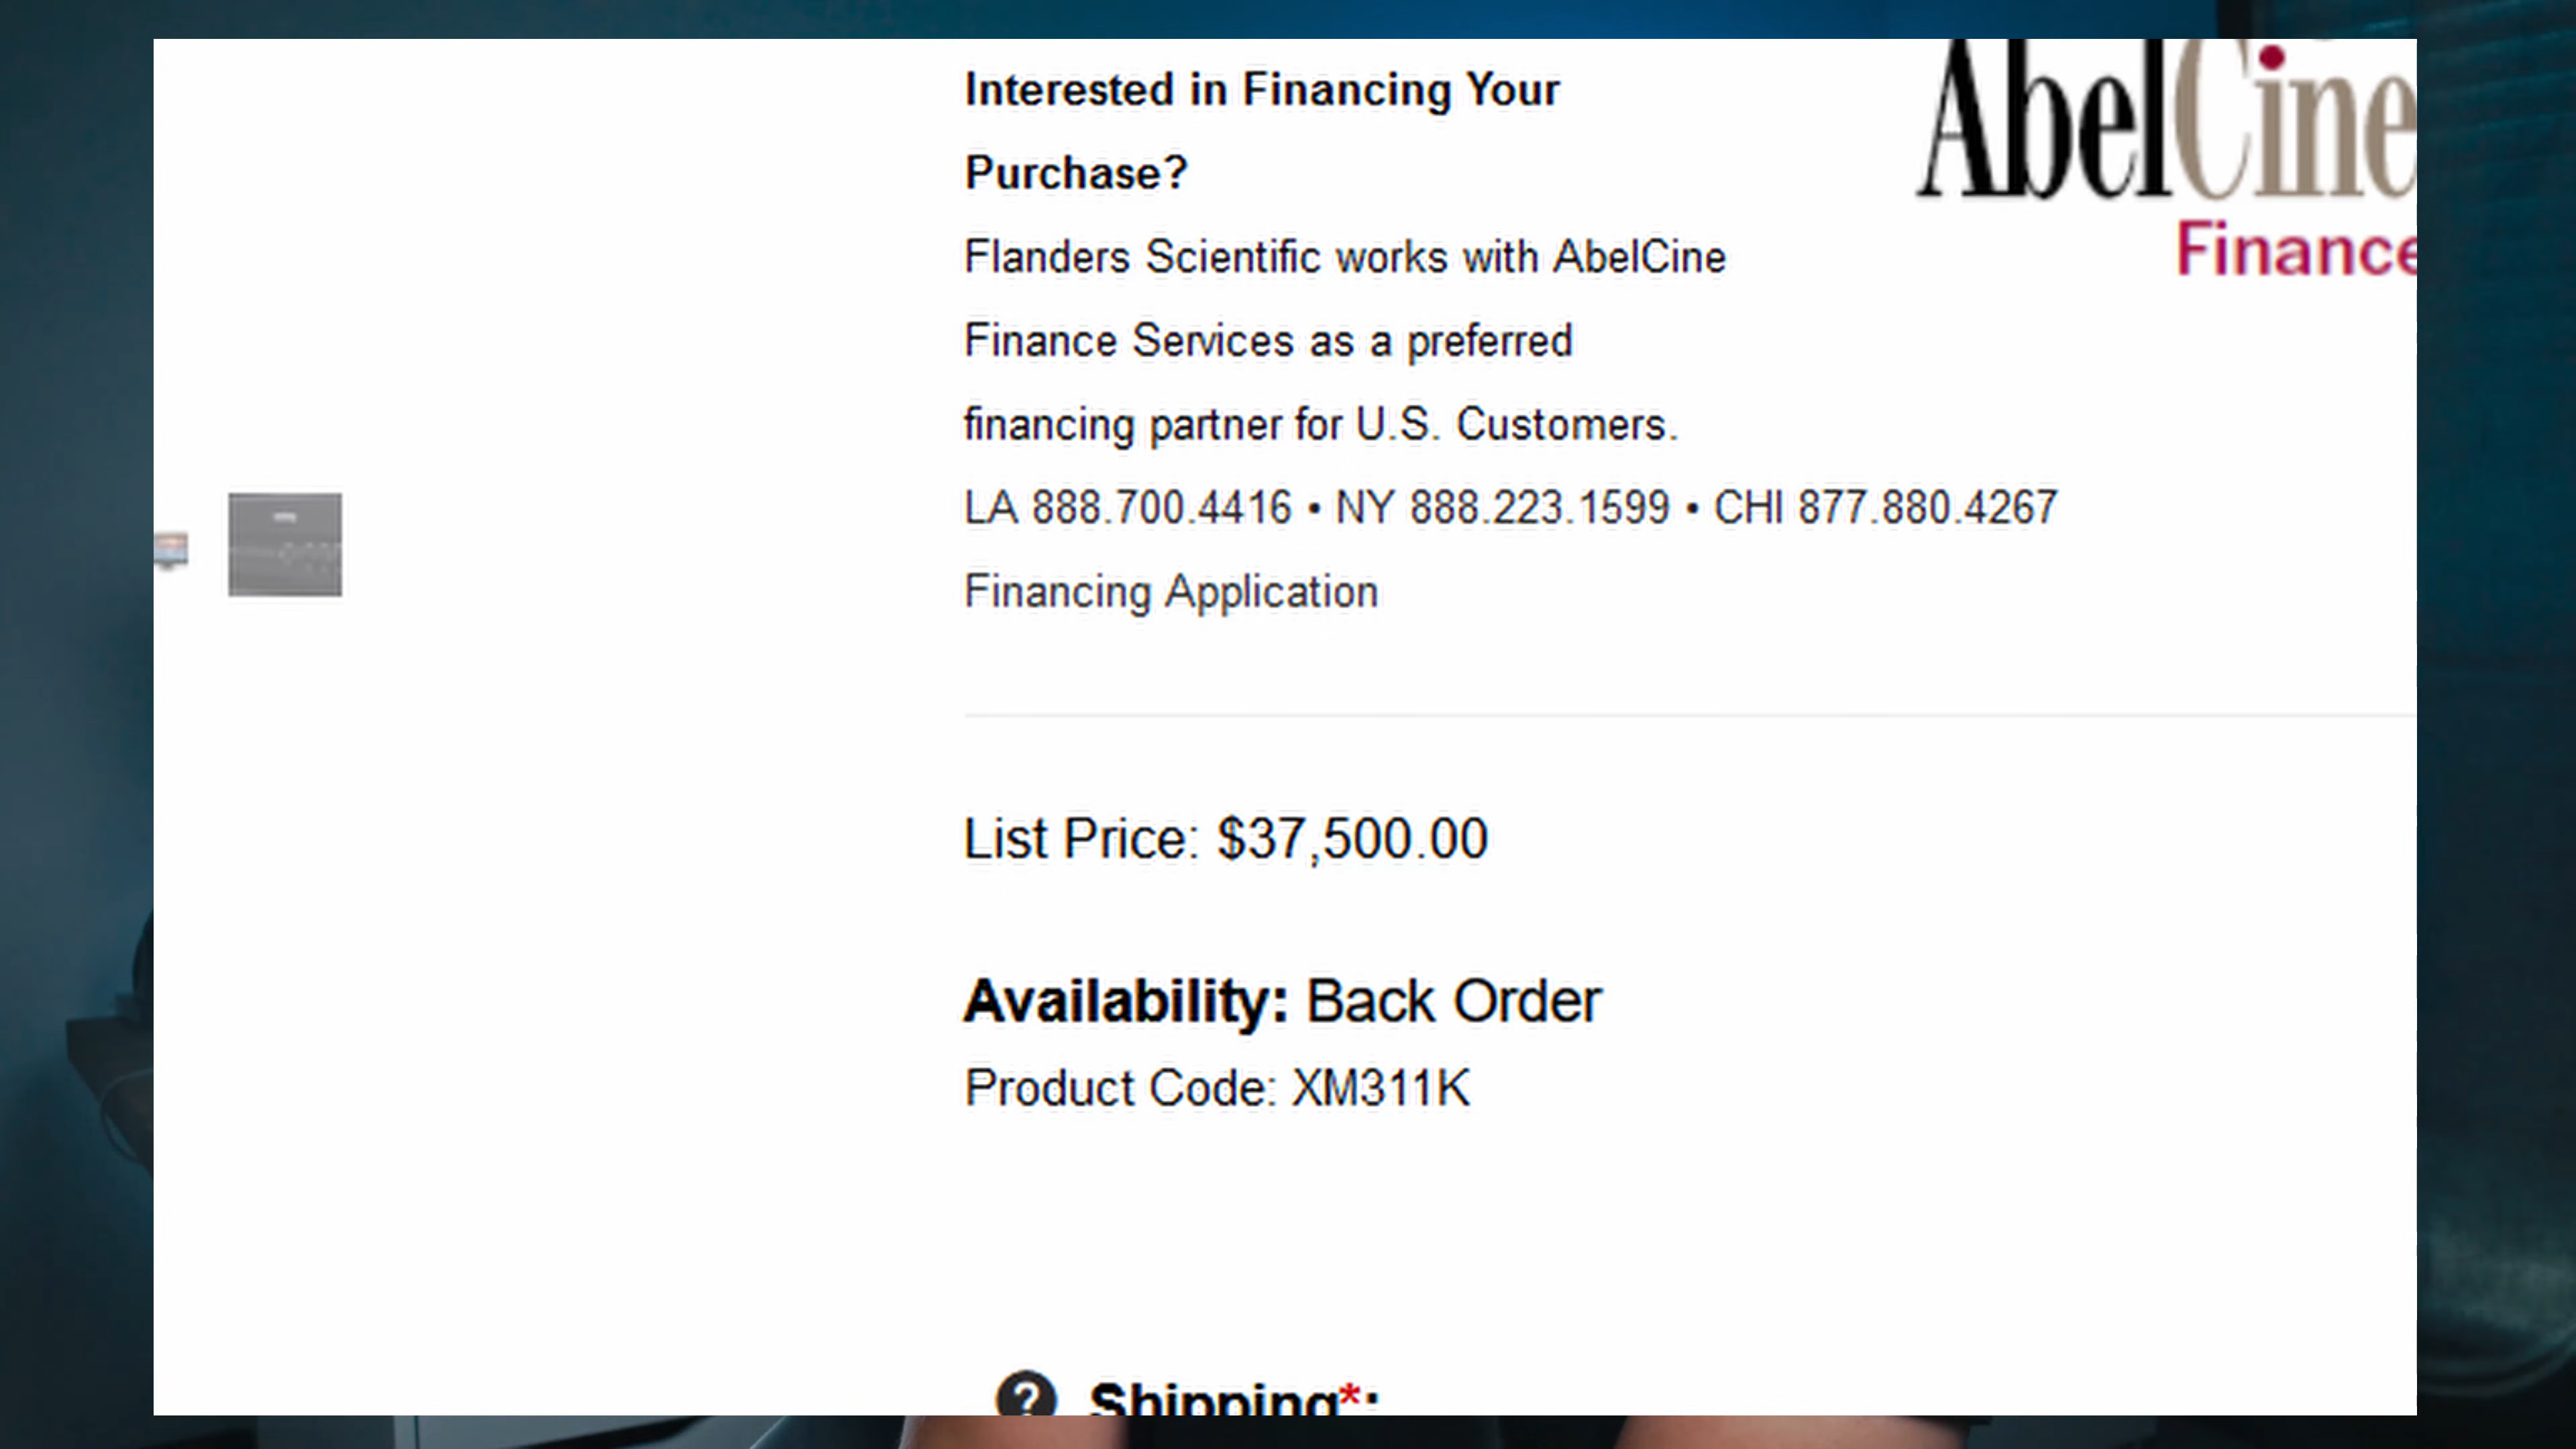 Interested in Financing Your
Purchase?
AbelCine
Finance
Flanders Scientific works with AbelCine
Finance Services as a preferred
financing partner for U.S. Customers.
LA 888.700.4416 • NY 888.223.1599 • CHI 877.880.4267
Financing Application
List Price: $37,500.00
Availability: Back Order
Product Code: XM311K
? Shipping*: